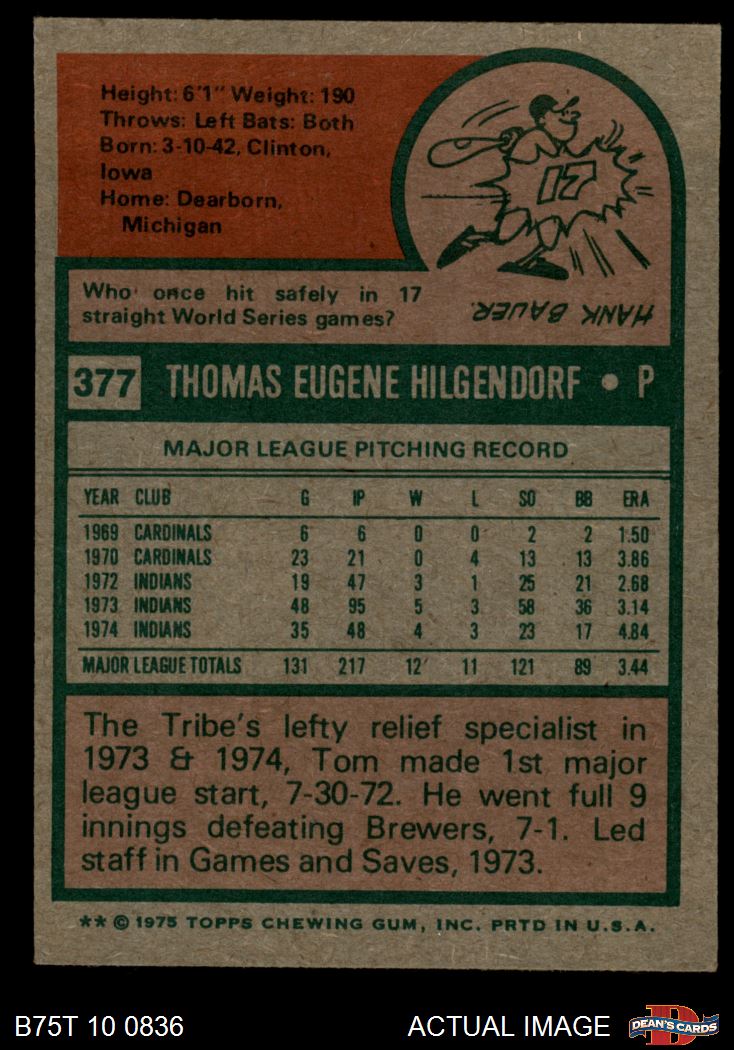 Height: 6'1" Weight: 190
Throws: Left Bats: Both
Born: 3-10-42, Clinton,
Iowa
Home: Dearborn,
Michigan
17
Who once hit safely in 17
straight World Series games?
HANK BAUER.
377 THOMAS EUGENE HILGENDORF • P
MAJOR LEAGUE PITCHING RECORD
YEAR CLUB G IP W L SO BB ERA
1969 CARDINALS 6 6 0 0 2 2 1.50
1970 CARDINALS 23 21 0 4 13 13 3.86
1972 INDIANS 19 47 3 1 25 21 2.68
1973 INDIANS 48 95 5 3 58 36 3.14
1974 INDIANS 35 48 4 3 23 17 4.84
MAJOR LEAGUE TOTALS 131 217 12 11 121 89 3.44
The Tribe's lefty relief specialist in
1973 & 1974, Tom made 1st major
league start, 7-30-72. He went full 9
innings defeating Brewers, 7-1. Led
staff in Games and Saves, 1973.
** © 1975 TOPPS CHEWING GUM, INC. PRTD IN U.S.A.
B75T 10 0836 ACTUAL IMAGE DEAN'S CARDS